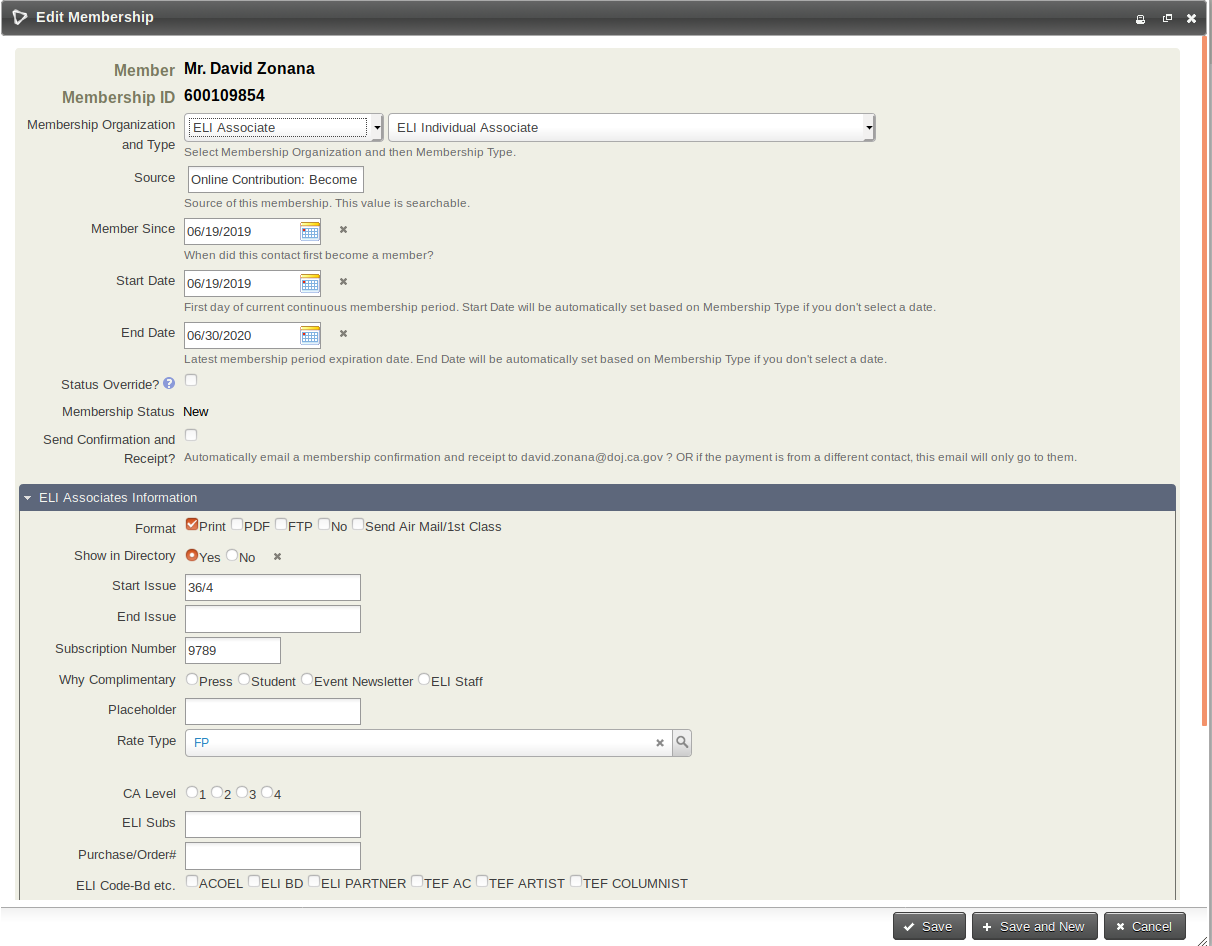 Edit Membership
Member Mr. David Zonana
Membership ID 600109854
Membership Organization and Type ELI Associate ELI Individual Associate
Select Membership Organization and then Membership Type.
Source Online Contribution: Become
Source of this membership. This value is searchable.
Member Since 06/19/2019
When did this contact first become a member?
Start Date 06/19/2019
First day of current continuous membership period. Start Date will be automatically set based on Membership Type if you don't select a date.
End Date 06/30/2020
Latest membership period expiration date. End Date will be automatically set based on Membership Type if you don't select a date.
Status Override?
Membership Status New
Send Confirmation and Receipt?
Automatically email a membership confirmation and receipt to david.zonana@doj.ca.gov ? OR if the payment is from a different contact, this email will only go to them.
ELI Associates Information
Format Print PDF FTP No Send Air Mail/1st Class
Show in Directory Yes No
Start Issue 36/4
End Issue
Subscription Number 9789
Why Complimentary Press Student Event Newsletter ELI Staff
Placeholder
Rate Type FP
CA Level 1 2 3 4
ELI Subs
Purchase/Order#
ELI Code-Bd etc. ACOEL ELI BD ELI PARTNER TEF AC TEF ARTIST TEF COLUMNIST
Save Save and New Cancel